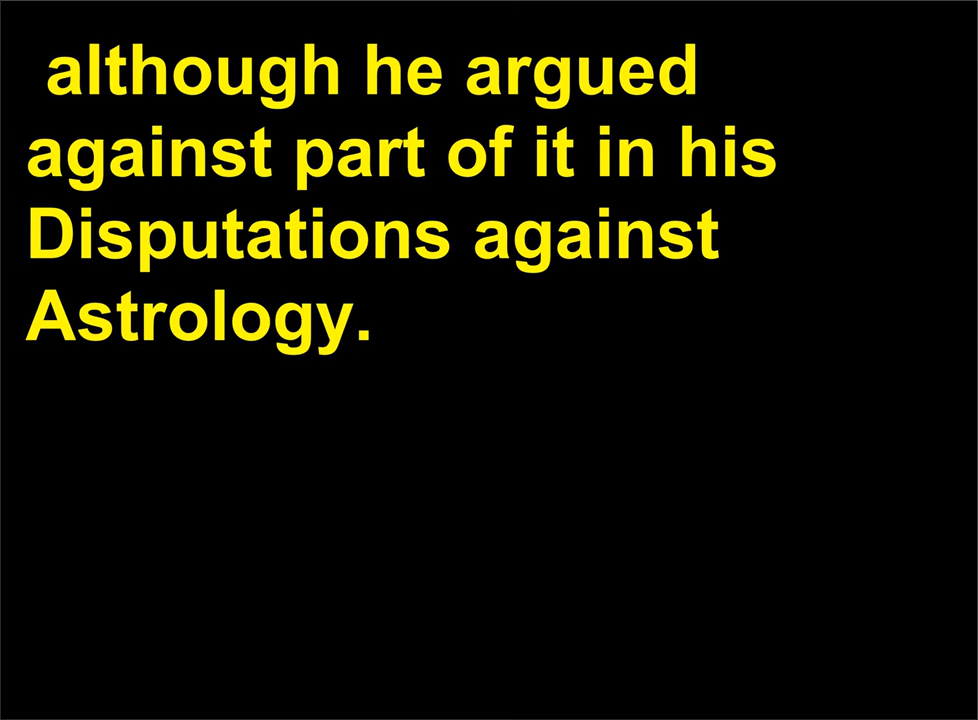 although he argued
against part of it in his
Disputations against
Astrology.